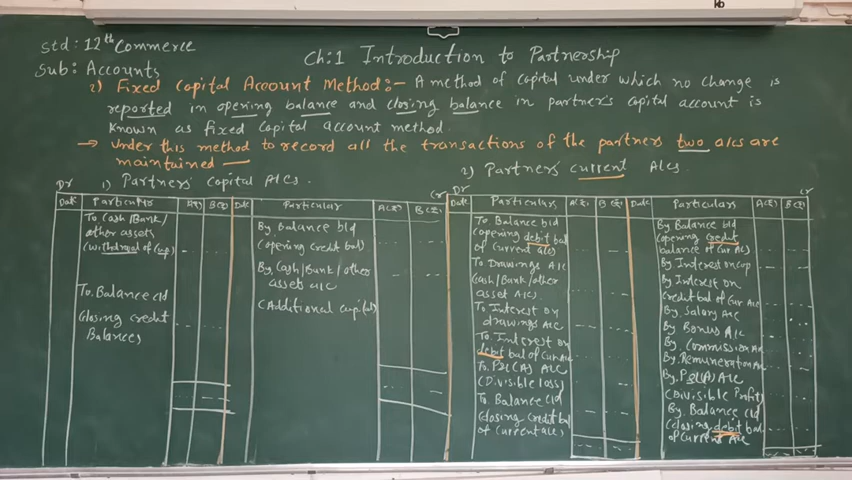 kb
Std : 12th Commerce
Sub : Accounts
Ch:1 Introduction to Partnership
2) Fixed Capital Account Method :- A method of capital under which no change is
reported in opening balance and closing balance in partner's capital account is
known as fixed capital account method.
→ Under this method to record all the transactions of the partners two a/cs are
maintained —
1) Partners' Capital A/Cs.
Dr
Cr
Date Particulars A(₹) B(₹) Date Particular A(₹) B(₹)
To Cash/Bank/
other assets
(withdrawal of cap)
To Balance c/d
(closing credit
Balances)
By Balance b/d
(opening credit bal)
By Cash/Bank/other
assets a/c
(Additional capital)
2) Partners' current A/cs.
Dr
Cr
Date Particulars A(₹) B(₹) Date Particulars A(₹) B(₹)
To Balance b/d
(opening debit bal
of current a/c)
To Drawings A/c
(cash/Bank/other
asset A/c)
To Interest on
drawings A/c
To Interest on
debit bal of Cur A/c
To P&L(A) A/c
(Divisible loss)
To Balance c/d
(closing credit bal
of current a/c)
By Balance b/d
(opening credit
balance of Cur Ac)
By Interest on cap
By Interest on
credit bal of Cur A/c
By Salary A/c
By Bonus A/c
By Commission A/c
By Remuneration A/c
By P&L(A) A/c
(Divisible Profit)
By Balance c/d
(closing debit bal
of Current A/c